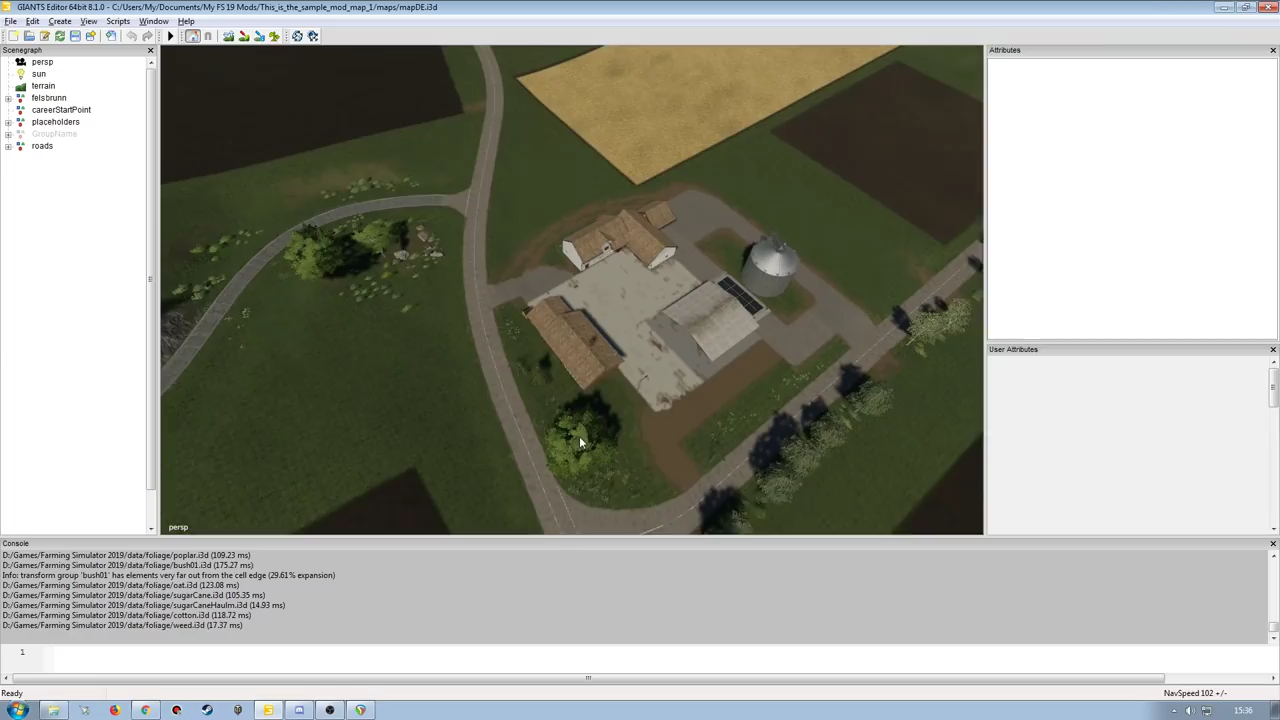 GIANTS Editor 64bit 8.1.0 - C:/Users/My/Documents/My FS 19 Mods/This_is_the_sample_mod_map_1/maps/mapDE.i3d
File Edit Create View Scripts Window Help
Scenegraph
persp
sun
terrain
felsbrunn
careerStartPoint
placeholders
GroupName
roads
persp
Attributes
User Attributes
Console
D:/Games/Farming Simulator 2019/data/foliage/poplar.i3d (109.23 ms)
D:/Games/Farming Simulator 2019/data/foliage/bush01.i3d (175.27 ms)
Info: transform group 'bush01' has elements very far out from the cell edge (29.61% expansion)
D:/Games/Farming Simulator 2019/data/foliage/oat.i3d (123.08 ms)
D:/Games/Farming Simulator 2019/data/foliage/sugarCane.i3d (105.35 ms)
D:/Games/Farming Simulator 2019/data/foliage/sugarCaneHaulm.i3d (14.93 ms)
D:/Games/Farming Simulator 2019/data/foliage/cotton.i3d (118.72 ms)
D:/Games/Farming Simulator 2019/data/foliage/weed.i3d (17.37 ms)
1
Ready
NavSpeed 102 +/-
15:36